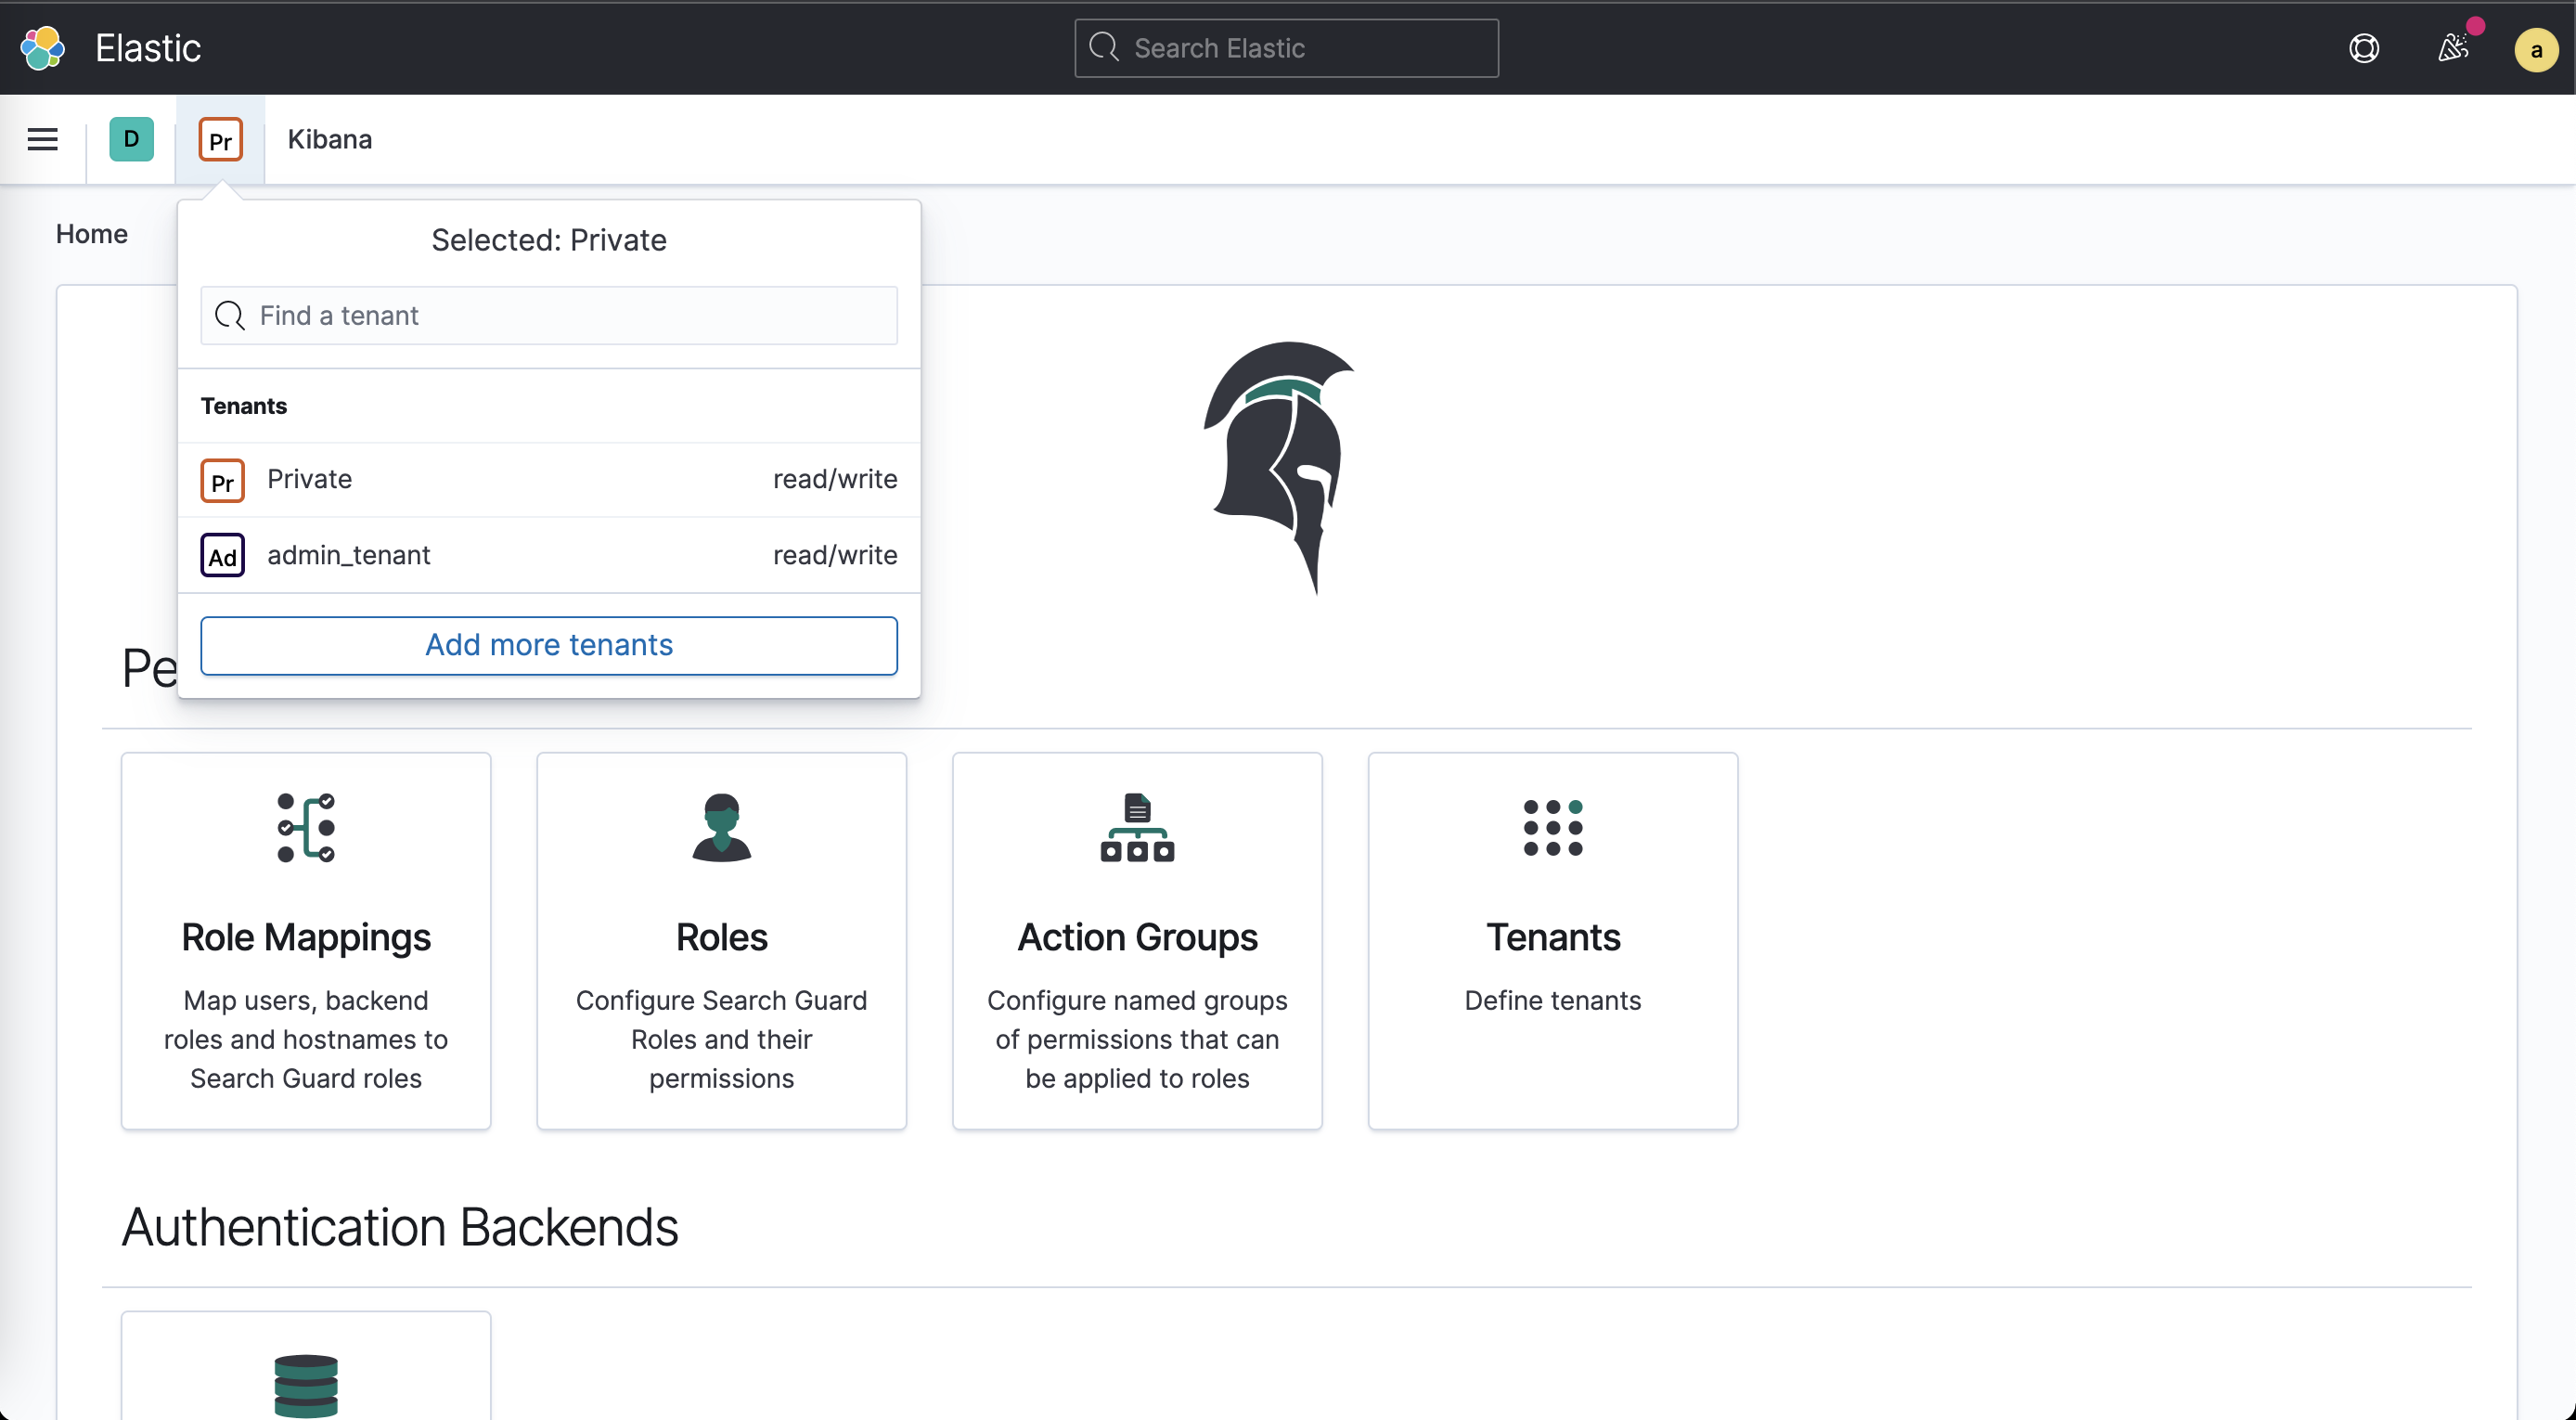 Elastic
Search Elastic
a
D
Pr
Kibana
Home
Selected: Private
Find a tenant
Tenants
Pr Private read/write
Ad admin_tenant read/write
Add more tenants
Pe
Role Mappings
Map users, backend
roles and hostnames to
Search Guard roles
Roles
Configure Search Guard
Roles and their
permissions
Action Groups
Configure named groups
of permissions that can
be applied to roles
Tenants
Define tenants
Authentication Backends